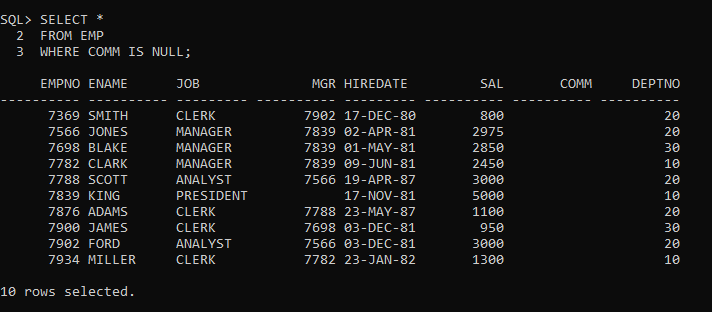 SQL> SELECT *
  2  FROM EMP
  3  WHERE COMM IS NULL;
     EMPNO ENAME      JOB              MGR HIREDATE         SAL       COMM     DEPTNO
---------- ---------- --------- ---------- --------- ---------- ---------- ----------
      7369 SMITH      CLERK           7902 17-DEC-80        800                    20
      7566 JONES      MANAGER         7839 02-APR-81       2975                    20
      7698 BLAKE      MANAGER         7839 01-MAY-81       2850                    30
      7782 CLARK      MANAGER         7839 09-JUN-81       2450                    10
      7788 SCOTT      ANALYST         7566 19-APR-87       3000                    20
      7839 KING       PRESIDENT            17-NOV-81       5000                    10
      7876 ADAMS      CLERK           7788 23-MAY-87       1100                    20
      7900 JAMES      CLERK           7698 03-DEC-81        950                    30
      7902 FORD       ANALYST         7566 03-DEC-81       3000                    20
      7934 MILLER     CLERK           7782 23-JAN-82       1300                    10
10 rows selected.